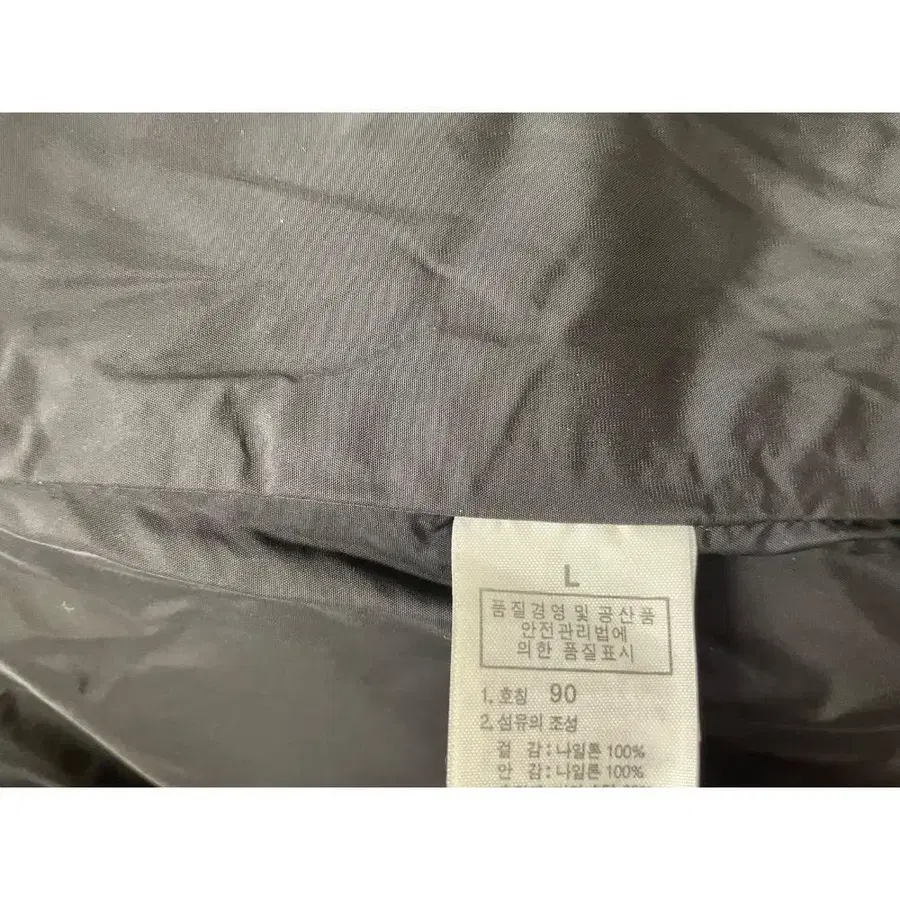 L
품질경영 및 공산품
안전관리법에
의한 품질표시
1. 호칭 90
2. 섬유의 조성
겉 감 : 나일론 100%
안 감 : 나일론 100%